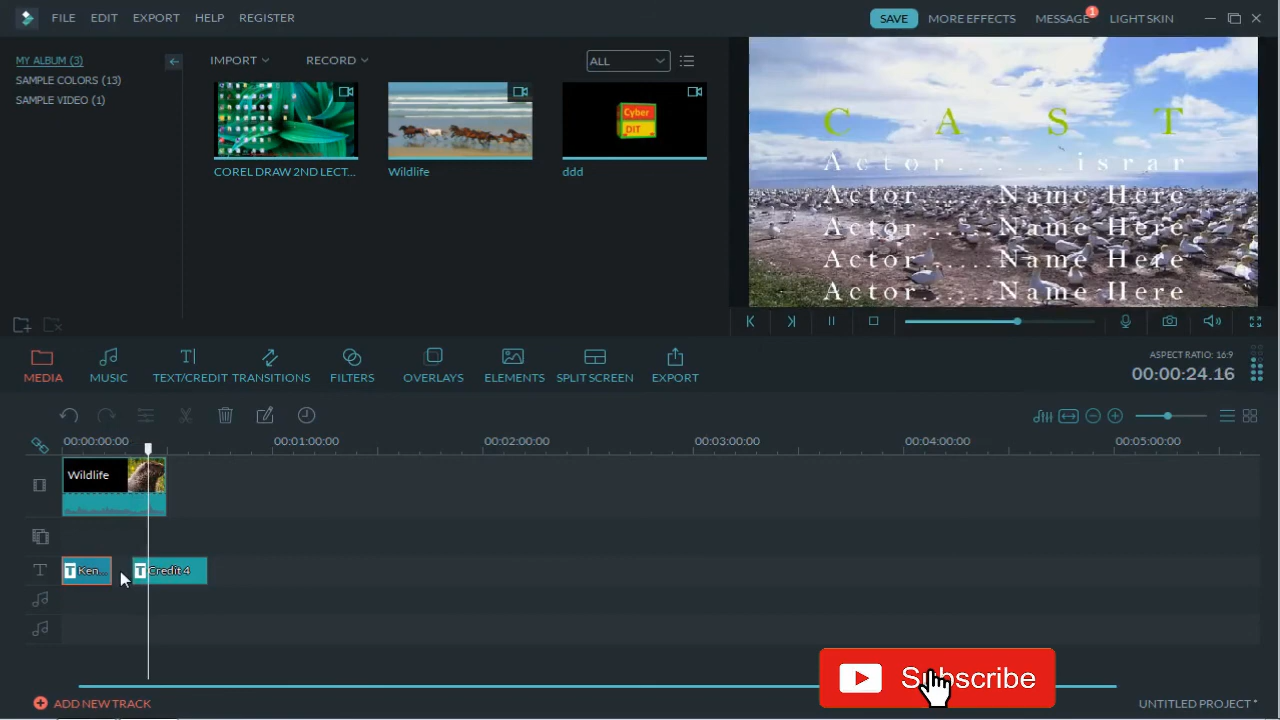 FILE EDIT EXPORT HELP REGISTER SAVE MORE EFFECTS MESSAGE 1 LIGHT SKIN
MY ALBUM (3)
SAMPLE COLORS (13)
SAMPLE VIDEO (1)
IMPORT RECORD ALL
Cyber
DIT
COREL DRAW 2ND LECT... Wildlife ddd
C A S T
Actor......israr
Actor......Name Here
Actor......Name Here
Actor......Name Here
Actor......Name Here
MEDIA MUSIC TEXT/CREDIT TRANSITIONS FILTERS OVERLAYS ELEMENTS SPLIT SCREEN EXPORT
ASPECT RATIO: 16:9
00:00:24.16
00:00:00:00 00:01:00:00 00:02:00:00 00:03:00:00 00:04:00:00 00:05:00:00
Wildlife
T T Ken... T Credit 4
Subscribe
ADD NEW TRACK UNTITLED PROJECT *